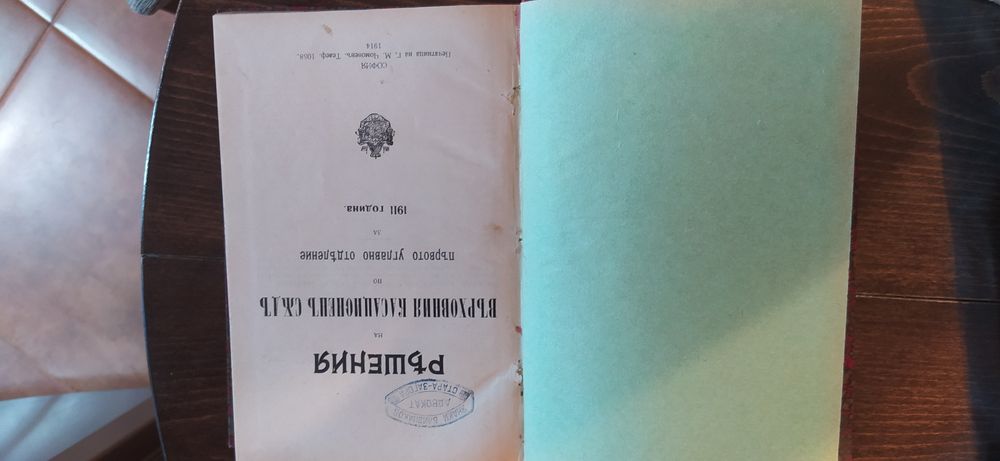 АДВОКАТ
СТАРА-ЗАГОРА
РѢШЕНИЯ
НА
ВЪРХОВНИЯ КАСАЦИОНЕНЪ СѪДЪ
ПО
първото углавно отдѣление
ЗА
1911 година.
СОФИЯ
Печатница на Г. М. Чомоневъ. Телеф. 1058.
1914